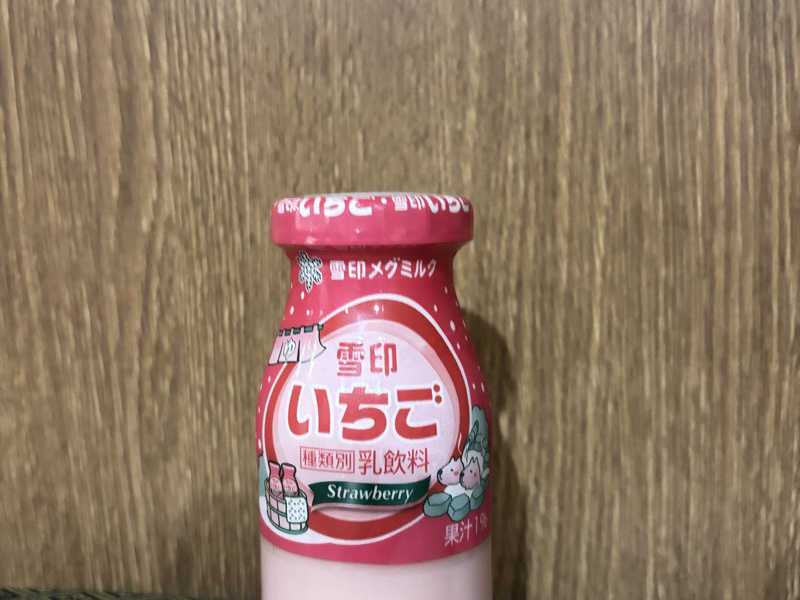 いちご・雪印いちご
雪印メグミルク
ゆ
雪印
いちご
種類別 乳飲料
Strawberry
果汁1%